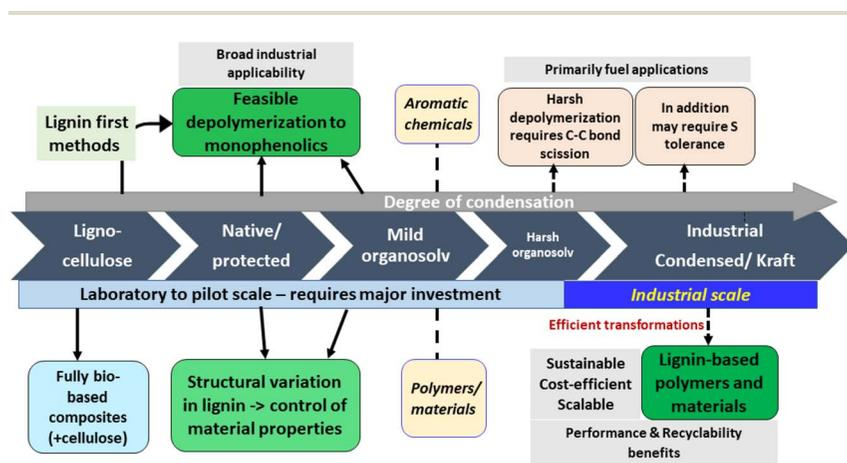 Broad industrial
applicability
Lignin first
methods
Feasible
depolymerization to
monophenolics
Aromatic
chemicals
Primarily fuel applications
Harsh
depolymerization
requires C-C bond
scission
In addition
may require S
tolerance
Degree of condensation
Ligno-
cellulose
Native/
protected
Mild
organosolv
Harsh
organosolv
Industrial
Condensed/ Kraft
Laboratory to pilot scale – requires major investment
Industrial scale
Efficient transformations
Fully bio-
based
composites
(+cellulose)
Structural variation
in lignin -> control of
material properties
Polymers/
materials
Sustainable
Cost-efficient
Scalable
Lignin-based
polymers and
materials
Performance & Recyclability
benefits